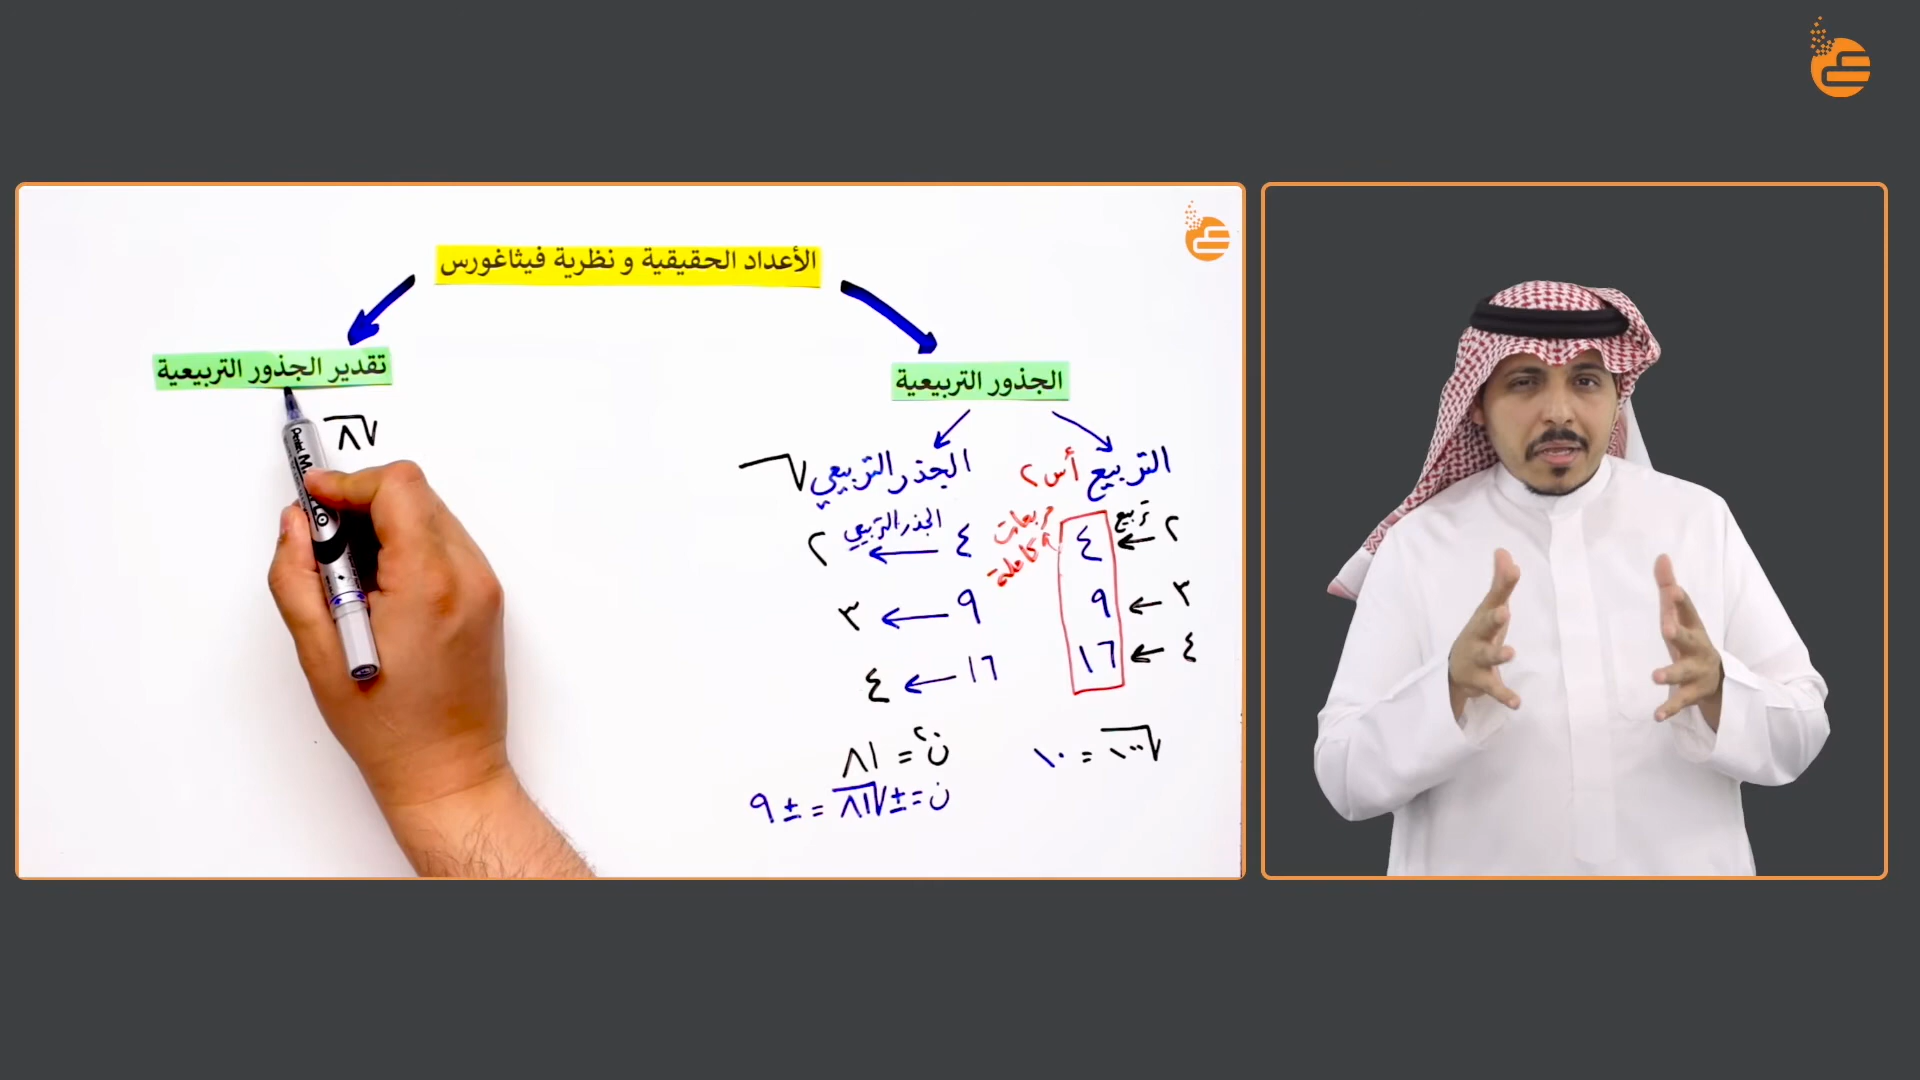 الأعداد الحقيقية و نظرية فيثاغورس
الجذور التربيعية
التربيع أس ٢
تربيع
٢ ← ٤
٣ ← ٩
٤ ← ١٦
مربعات كاملة
√١٠٠ = ١٠
الجذر التربيعي √
الجذر التربيعي
٤ ← ٢
٩ ← ٣
١٦ ← ٤
ن٢ = ٨١
ن = ±√٨١ = ± ٩
تقدير الجذور التربيعية
√٨
Pentel